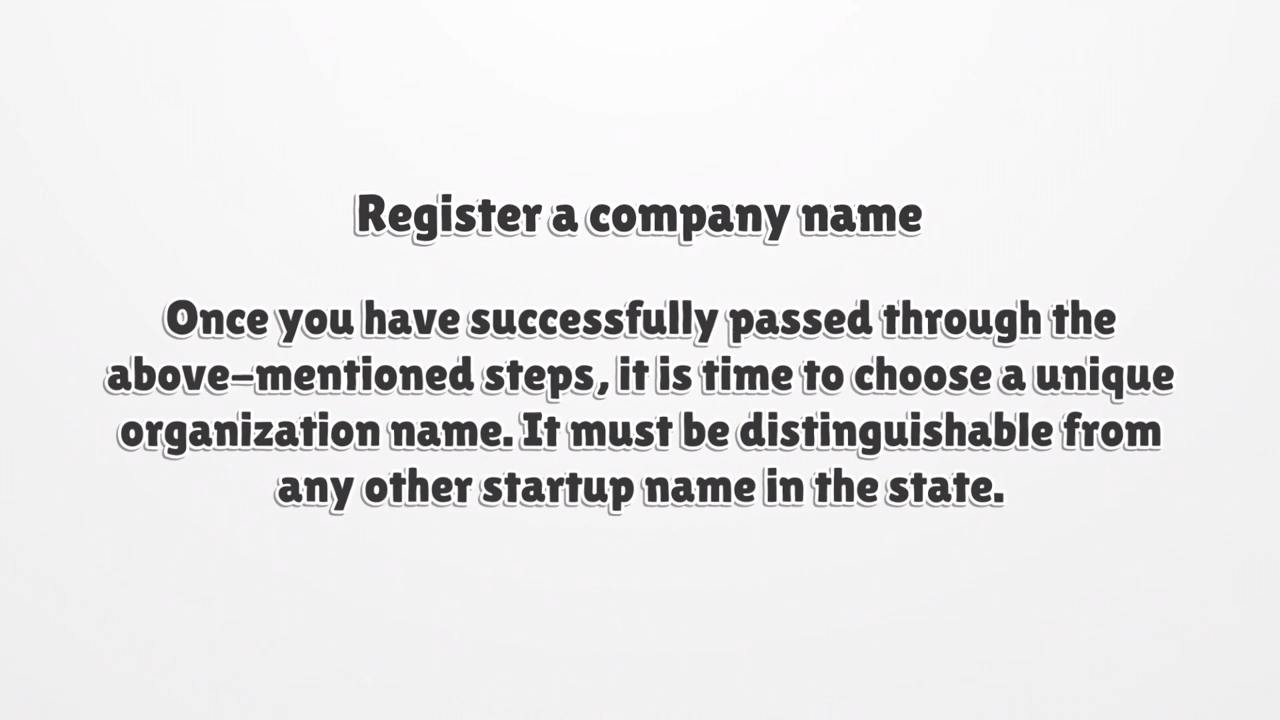 Register a company name
Once you have successfully passed through the
above-mentioned steps, it is time to choose a unique
organization name. It must be distinguishable from
any other startup name in the state.